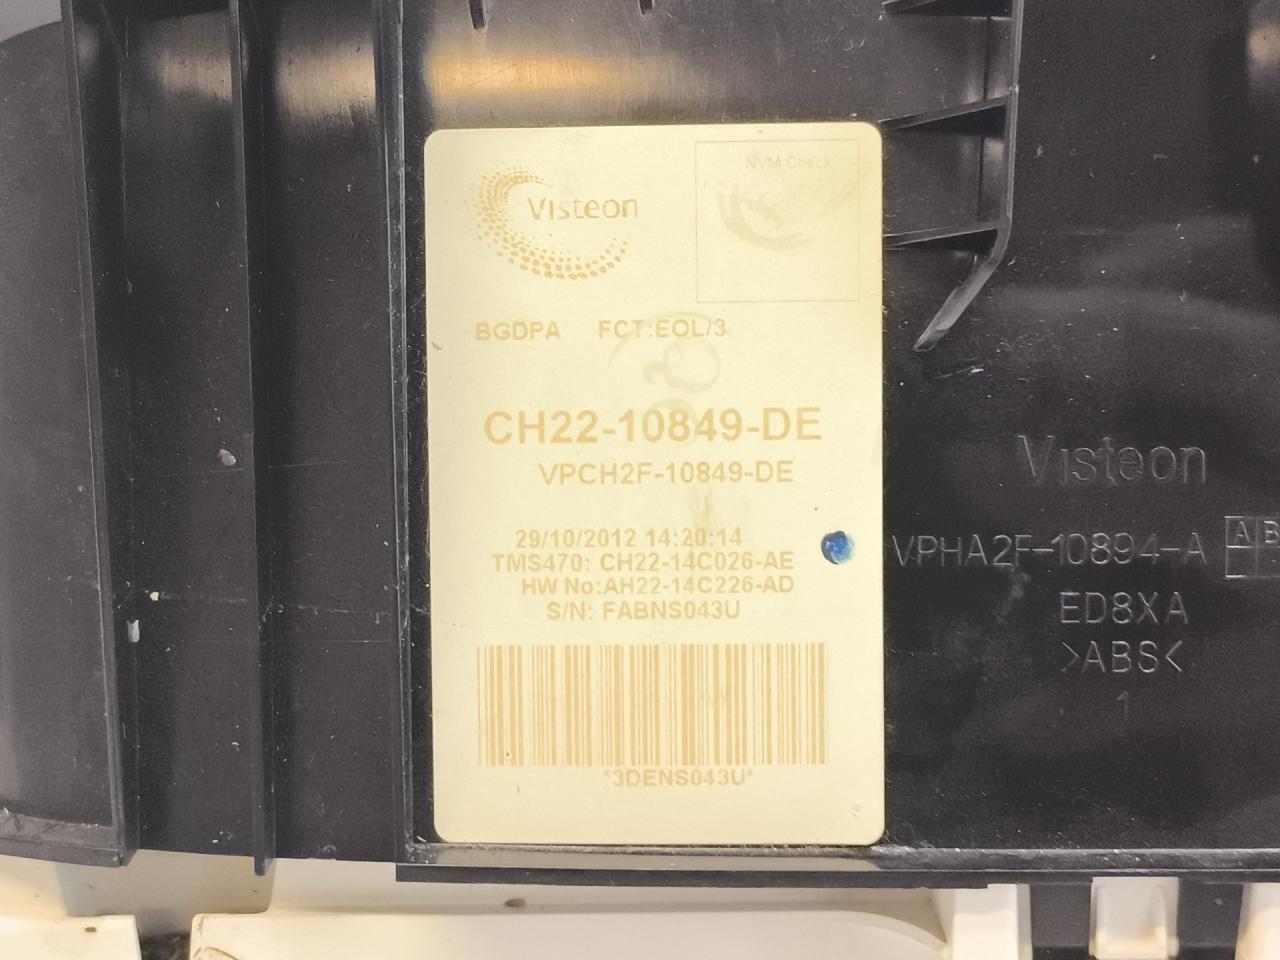 Visteon
NVM Check
BGDPA FCT:EOL/3
CH22-10849-DE
VPCH2F-10849-DE
29/10/2012 14:20:14
TMS470: CH22-14C026-AE
HW No:AH22-14C226-AD
S/N: FABNS043U
*3DENS043U*
Visteon
VPHA2F-10894-A
A B
ED8XA
>ABS<
1